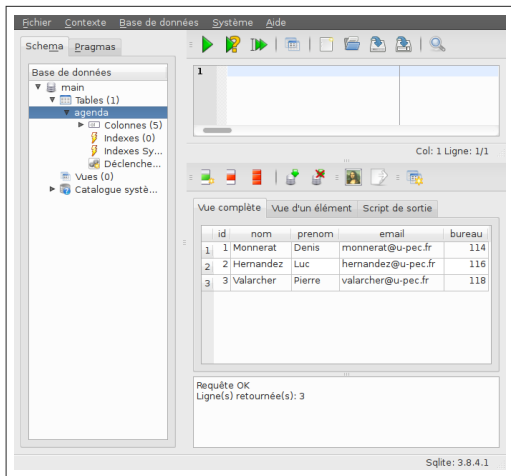 Fichier Contexte Base de données Système Aide
Schema Pragmas
Base de données
main
Tables (1)
agenda
Colonnes (5)
Indexes (0)
Indexes Sy...
Déclenche...
Vues (0)
Catalogue systè...
1
Col: 1 Ligne: 1/1
Vue complète Vue d'un élément Script de sortie
id nom prenom email bureau
1 1 Monnerat Denis monnerat@u-pec.fr 114
2 2 Hernandez Luc hernandez@u-pec.fr 116
3 3 Valarcher Pierre valarcher@u-pec.fr 118
Requête OK
Ligne(s) retournée(s): 3
Sqlite: 3.8.4.1